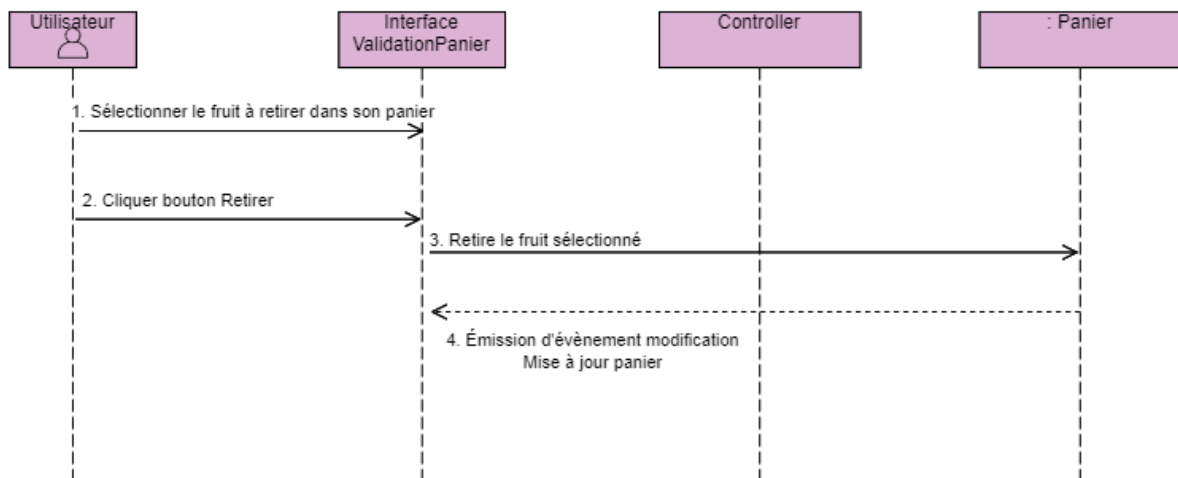 Utilisateur
Interface
ValidationPanier
Controller
: Panier
1. Sélectionner le fruit à retirer dans son panier
2. Cliquer bouton Retirer
3. Retire le fruit sélectionné
4. Émission d'évènement modification
Mise à jour panier